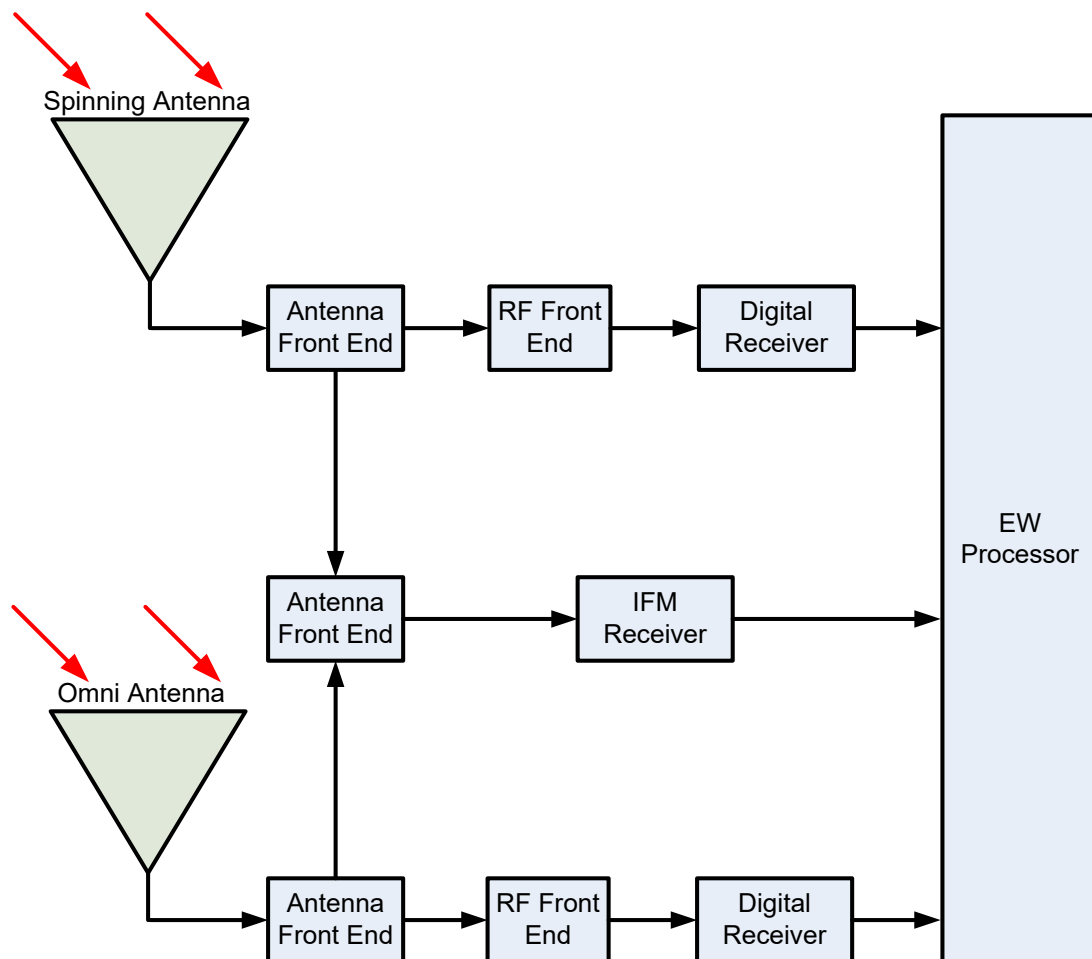 Spinning Antenna
Antenna
Front End
RF Front
End
Digital
Receiver
EW
Processor
Antenna
Front End
IFM
Receiver
Omni Antenna
Antenna
Front End
RF Front
End
Digital
Receiver